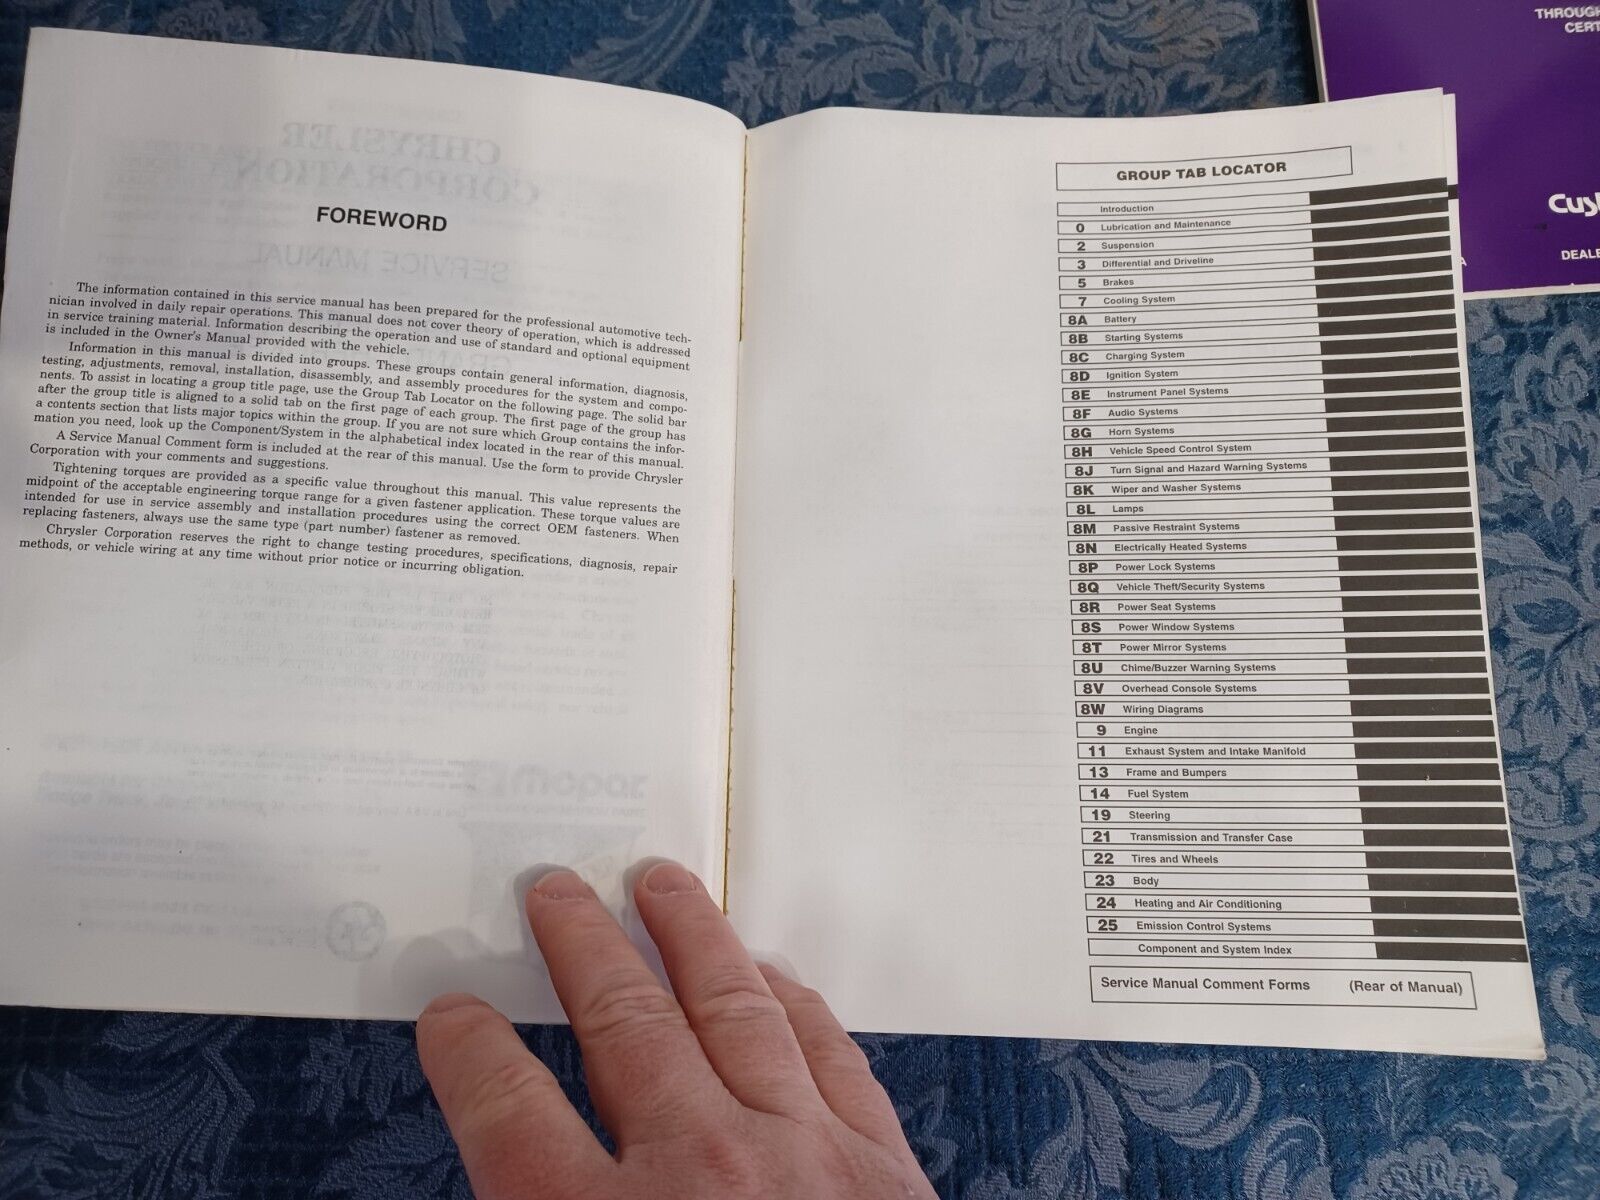 FOREWORD
The information contained in this service manual has been prepared for the professional automotive tech-
nician involved in daily repair operations. This manual does not cover theory of operation, which is addressed
in service training material. Information describing the operation and use of standard and optional equipment
is included in the Owner's Manual provided with the vehicle.
Information in this manual is divided into groups. These groups contain general information, diagnosis,
testing, adjustments, removal, installation, disassembly, and assembly procedures for the system and compo-
nents. To assist in locating a group title page, use the Group Tab Locator on the following page. The solid bar
after the group title is aligned to a solid tab on the first page of each group. The first page of the group has
a contents section that lists major topics within the group. If you are not sure which Group contains the infor-
mation you need, look up the Component/System in the alphabetical index located in the rear of this manual.
A Service Manual Comment form is included at the rear of this manual. Use the form to provide Chrysler
Corporation with your comments and suggestions.
Tightening torques are provided as a specific value throughout this manual. This value represents the
midpoint of the acceptable engineering torque range for a given fastener application. These torque values are
intended for use in service assembly and installation procedures using the correct OEM fasteners. When
replacing fasteners, always use the same type (part number) fastener as removed.
Chrysler Corporation reserves the right to change testing procedures, specifications, diagnosis, repair
methods, or vehicle wiring at any time without prior notice or incurring obligation.
GROUP TAB LOCATOR
Introduction
0 Lubrication and Maintenance
2 Suspension
3 Differential and Driveline
5 Brakes
7 Cooling System
8A Battery
8B Starting Systems
8C Charging System
8D Ignition System
8E Instrument Panel Systems
8F Audio Systems
8G Horn Systems
8H Vehicle Speed Control System
8J Turn Signal and Hazard Warning Systems
8K Wiper and Washer Systems
8L Lamps
8M Passive Restraint Systems
8N Electrically Heated Systems
8P Power Lock Systems
8Q Vehicle Theft/Security Systems
8R Power Seat Systems
8S Power Window Systems
8T Power Mirror Systems
8U Chime/Buzzer Warning Systems
8V Overhead Console Systems
8W Wiring Diagrams
9 Engine
11 Exhaust System and Intake Manifold
13 Frame and Bumpers
14 Fuel System
19 Steering
21 Transmission and Transfer Case
22 Tires and Wheels
23 Body
24 Heating and Air Conditioning
25 Emission Control Systems
Component and System Index
Service Manual Comment Forms (Rear of Manual)